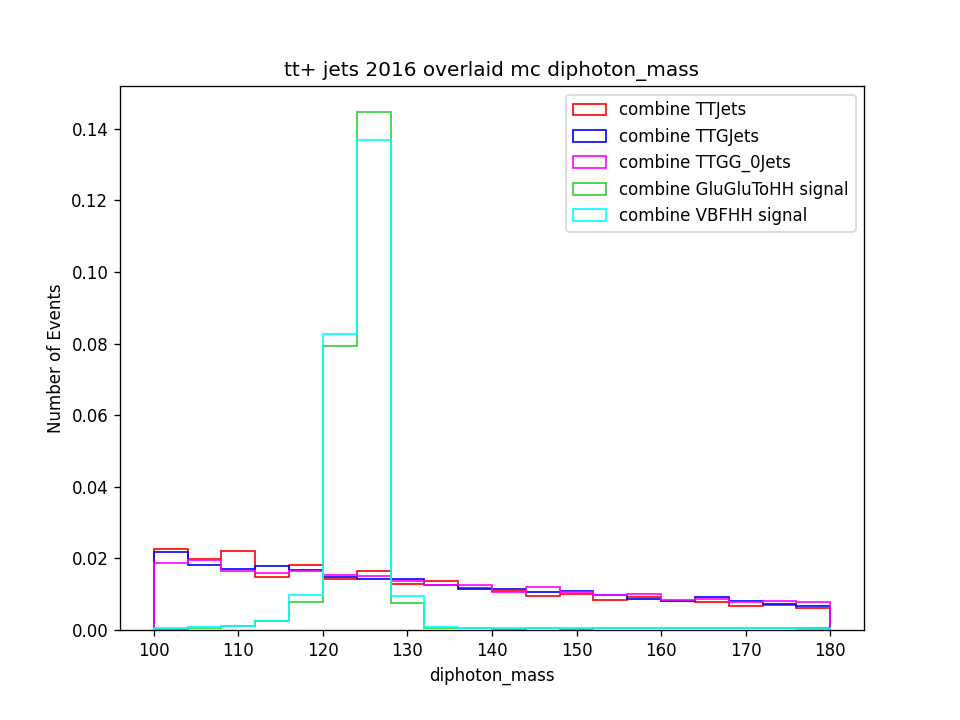 tt+ jets 2016 overlaid mc diphoton_mass
combine TTJets
combine TTGJets
combine TTGG_0Jets
combine GluGluToHH signal
combine VBFHH signal
Number of Events
0.14
0.12
0.10
0.08
0.06
0.04
0.02
0.00
100 110 120 130 140 150 160 170 180
diphoton_mass